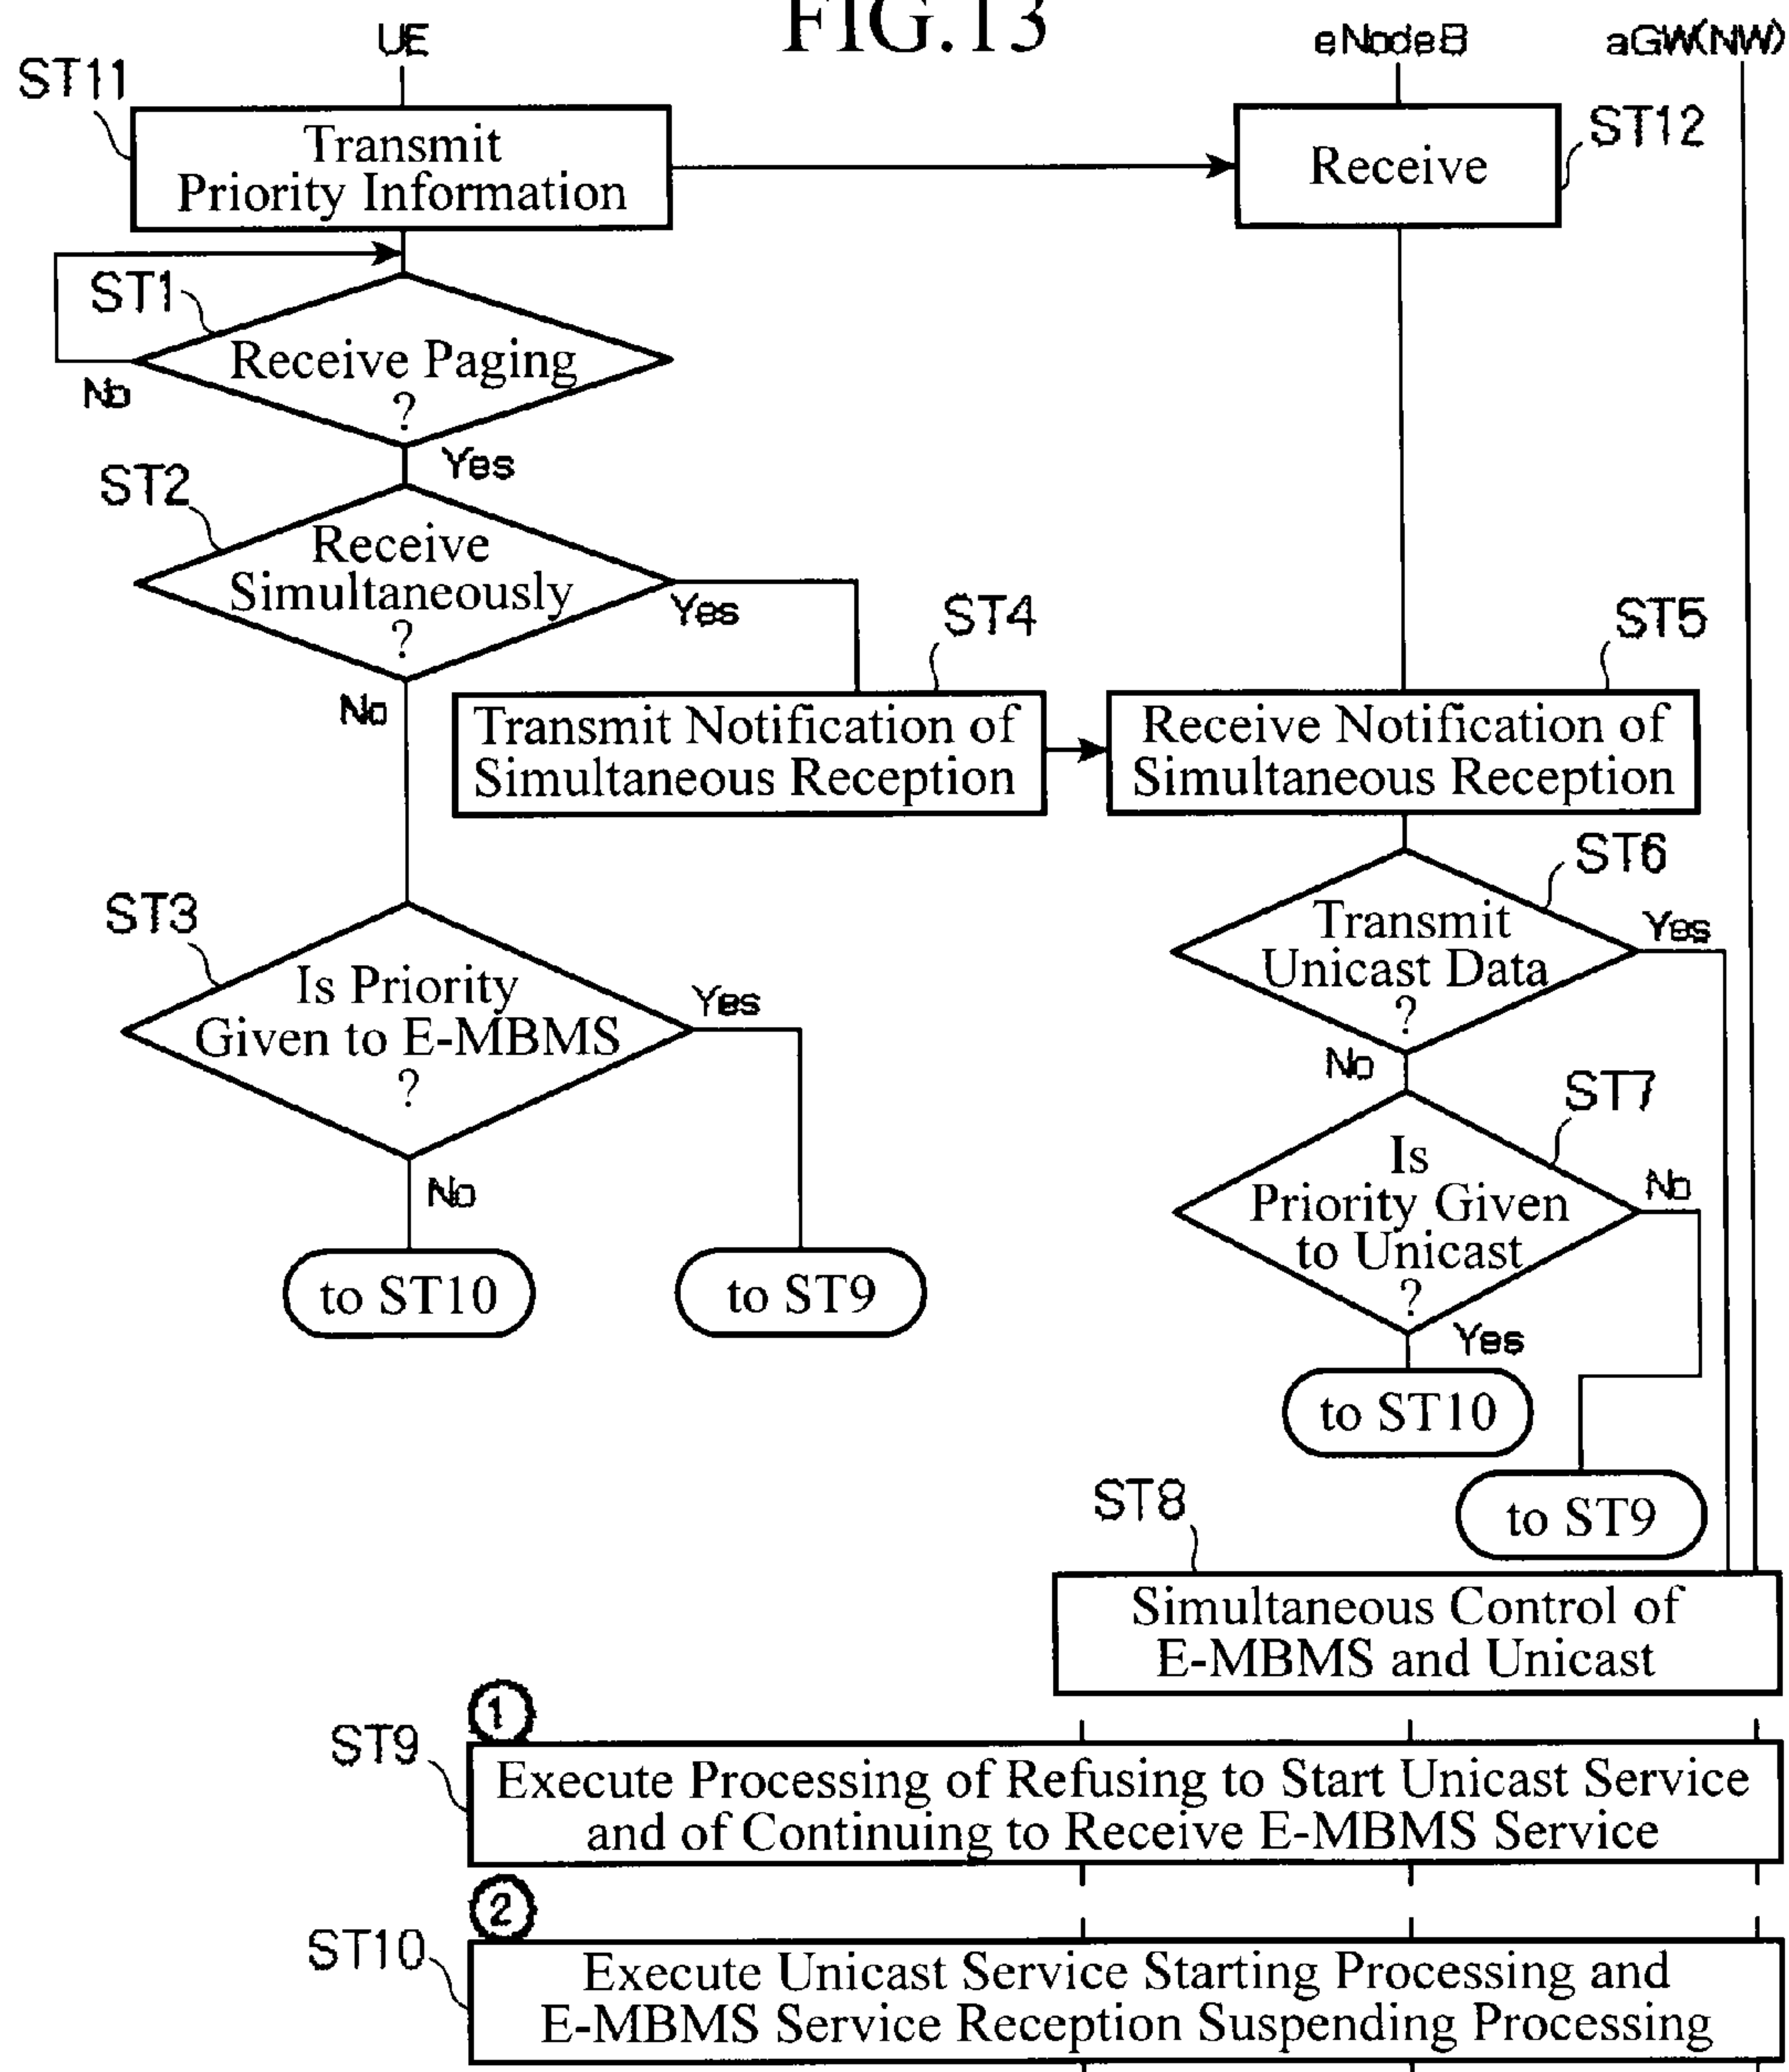 FIG.13
UE
eNodeB
aGW(NW)
ST11
Transmit
Priority Information
Receive
ST12
ST1
Receive Paging
?
No
Yes
ST2
Receive
Simultaneously
?
Yes
No
ST4
Transmit Notification of
Simultaneous Reception
ST5
Receive Notification of
Simultaneous Reception
ST6
Transmit
Unicast Data
?
Yes
No
ST3
Is Priority
Given to E-MBMS
?
Yes
No
to ST10
to ST9
ST7
Is
Priority Given
to Unicast
?
No
Yes
to ST10
to ST9
ST8
Simultaneous Control of
E-MBMS and Unicast
1
ST9
Execute Processing of Refusing to Start Unicast Service
and of Continuing to Receive E-MBMS Service
2
ST10
Execute Unicast Service Starting Processing and
E-MBMS Service Reception Suspending Processing